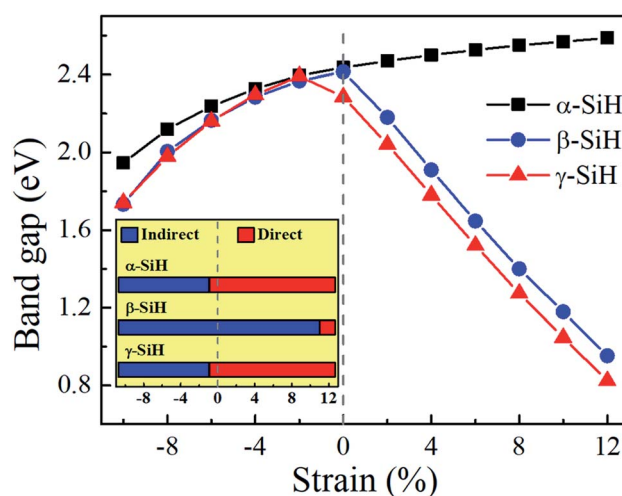 2.4
2.0
1.6
1.2
0.8
Band gap (eV)
α-SiH
β-SiH
γ-SiH
Indirect Direct
α-SiH
β-SiH
γ-SiH
-8 -4 0 4 8 12
-8 -4 0 4 8 12
Strain (%)